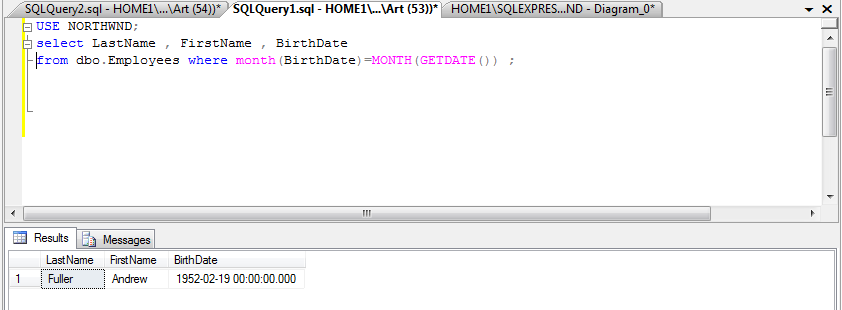 SQLQuery2.sql - HOME1\...\Art (54))* SQLQuery1.sql - HOME1\...\Art (53))* HOME1\SQLEXPRES...ND - Diagram_0*
USE NORTHWND;
select LastName , FirstName , BirthDate
from dbo.Employees where month(BirthDate)=MONTH(GETDATE()) ;
Results Messages
LastName FirstName BirthDate
1 Fuller Andrew 1952-02-19 00:00:00.000